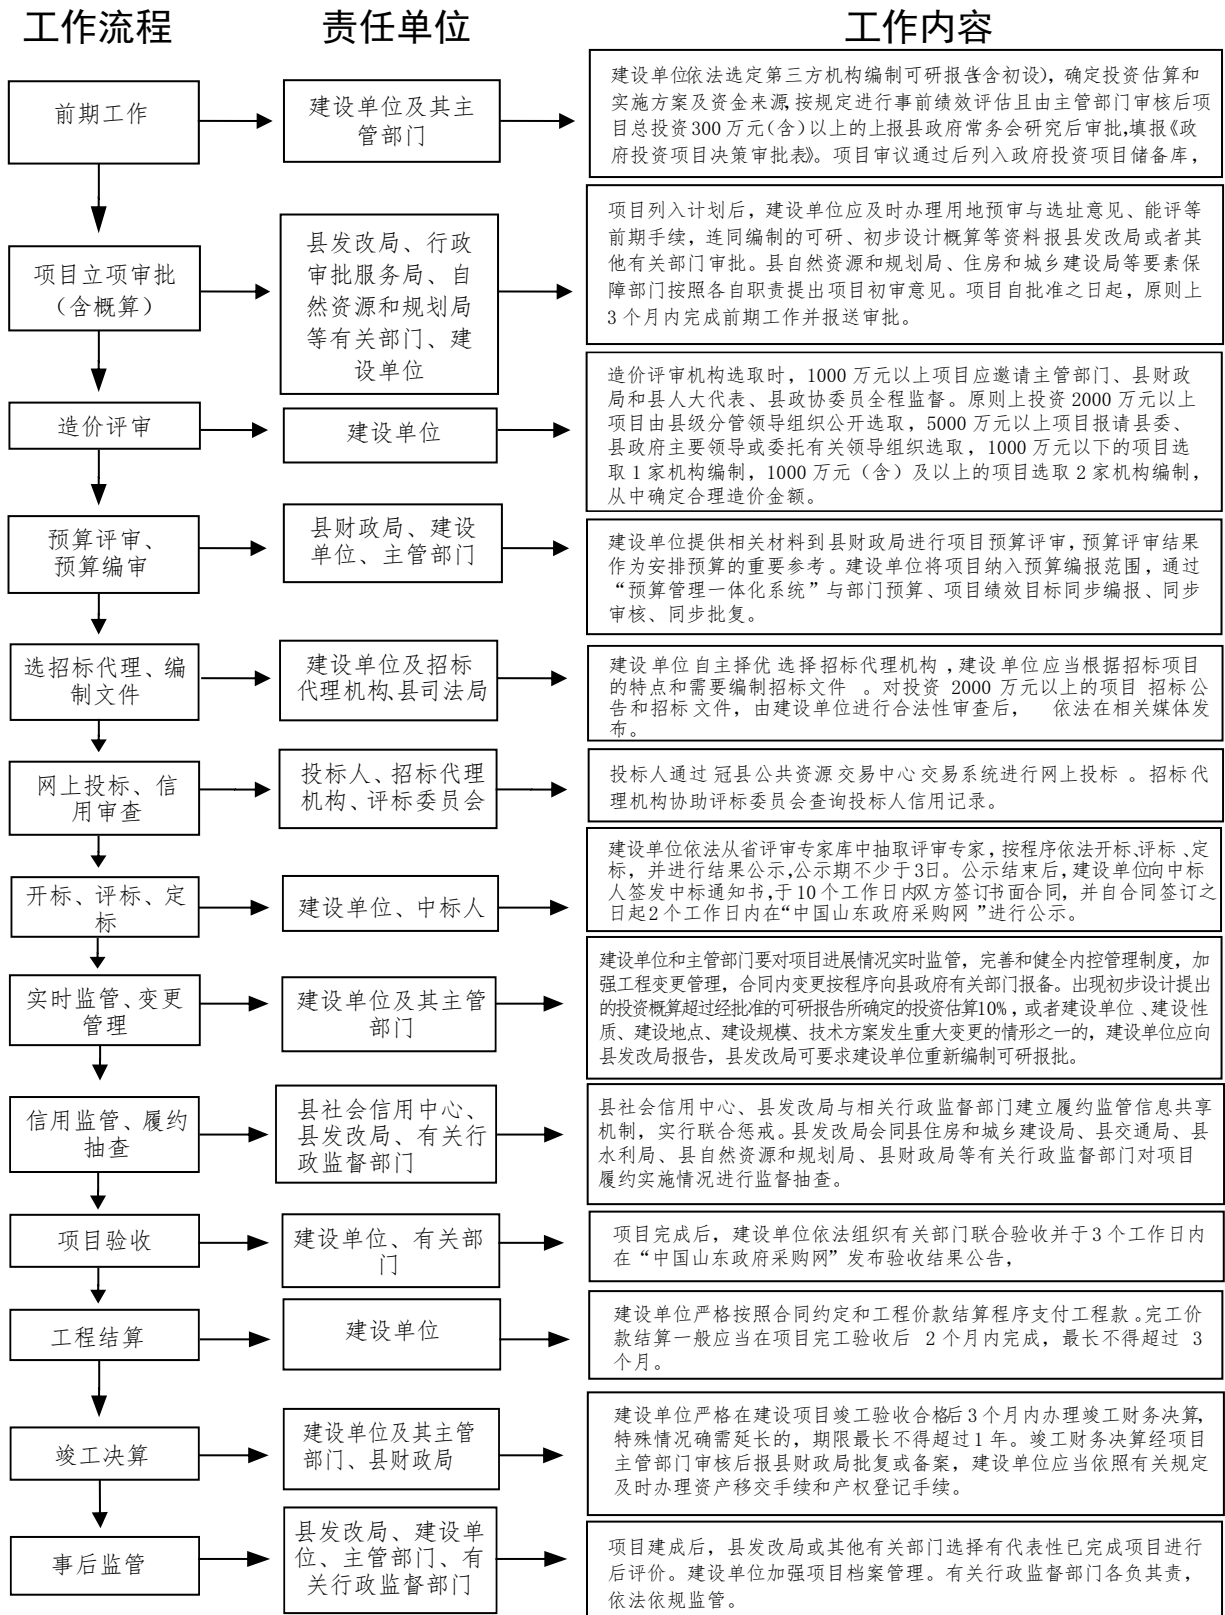 工作流程 责任单位 工作内容
前期工作
建设单位及其主
管部门
建设单位依法选定第三方机构编制可研报告(含初设)，确定投资估算和
实施方案及资金来源,按规定进行事前绩效评估且由主管部门审核后项
目总投资300万元(含)以上的上报县政府常务会研究后审批,填报《政
府投资项目决策审批表》。项目审议通过后列入政府投资项目储备库，
项目立项审批
（含概算）
县发改局、行政
审批服务局、自
然资源和规划局
等有关部门、建
设单位
项目列入计划后，建设单位应及时办理用地预审与选址意见、能评等
前期手续，连同编制的可研、初步设计概算等资料报县发改局或者其
他有关部门审批。县自然资源和规划局、住房和城乡建设局等要素保
障部门按照各自职责提出项目初审意见。项目自批准之日起，原则上
3个月内完成前期工作并报送审批。
造价评审
建设单位
造价评审机构选取时，1000万元以上项目应邀请主管部门、县财政
局和县人大代表、县政协委员全程监督。原则上投资2000万元以上
项目由县级分管领导组织公开选取，5000万元以上项目报请县委、
县政府主要领导或委托有关领导组织选取，1000万元以下的项目选
取1家机构编制，1000万元（含）及以上的项目选取2家机构编制，
从中确定合理造价金额。
预算评审、
预算编审
县财政局、建设
单位、主管部门
建设单位提供相关材料到县财政局进行项目预算评审，预算评审结果
作为安排预算的重要参考。建设单位将项目纳入预算编报范围，通过
“预算管理一体化系统”与部门预算、项目绩效目标同步编报、同步
审核、同步批复。
选招标代理、编
制文件
建设单位及招标
代理机构、县司法局
建设单位自主择优选择招标代理机构，建设单位应当根据招标项目
的特点和需要编制招标文件。对投资2000万元以上的项目招标公
告和招标文件，由建设单位进行合法性审查后，依法在相关媒体发
布。
网上投标、信
用审查
投标人、招标代理
机构、评标委员会
投标人通过冠县公共资源交易中心交易系统进行网上投标。招标代
理机构协助评标委员会查询投标人信用记录。
开标、评标、定
标
建设单位、中标人
建设单位依法从省评审专家库中抽取评审专家，按程序依法开标、评标、定
标，并进行结果公示,公示期不少于3日。公示结束后，建设单位向中标
人签发中标通知书，于10个工作日内双方签订书面合同，并自合同签订之
日起2个工作日内在“中国山东政府采购网”进行公示。
实时监管、变更
管理
建设单位及其主管
部门
建设单位和主管部门要对项目进展情况实时监管，完善和健全内控管理制度，加
强工程变更管理，合同内变更按程序向县政府有关部门报备。出现初步设计提出
的投资概算超过经批准的可研报告所确定的投资估算10%，或者建设单位、建设性
质、建设地点、建设规模、技术方案发生重大变更的情形之一的，建设单位应向
县发改局报告，县发改局可要求建设单位重新编制可研报批。
信用监管、履约
抽查
县社会信用中心、
县发改局、有关行
政监督部门
县社会信用中心、县发改局与相关行政监督部门建立履约监管信息共享
机制，实行联合惩戒。县发改局会同县住房和城乡建设局、县交通局、县
水利局、县自然资源和规划局、县财政局等有关行政监督部门对项目
履约实施情况进行监督抽查。
项目验收
建设单位、有关部
门
项目完成后，建设单位依法组织有关部门联合验收并于3个工作日内
在“中国山东政府采购网”发布验收结果公告，
工程结算
建设单位
建设单位严格按照合同约定和工程价款结算程序支付工程款。完工价
款结算一般应当在项目完工验收后2个月内完成，最长不得超过3
个月。
竣工决算
建设单位及其主管
部门、县财政局
建设单位严格在建设项目竣工验收合格后3个月内办理竣工财务决算，
特殊情况确需延长的，期限最长不得超过1年。竣工财务决算经项目
主管部门审核后报县财政局批复或备案，建设单位应当依照有关规定
及时办理资产移交手续和产权登记手续。
事后监管
县发改局、建设单
位、主管部门、有
关行政监督部门
项目建成后，县发改局或其他有关部门选择有代表性已完成项目进行
后评价。建设单位加强项目档案管理。有关行政监督部门各负其责，
依法依规监管。